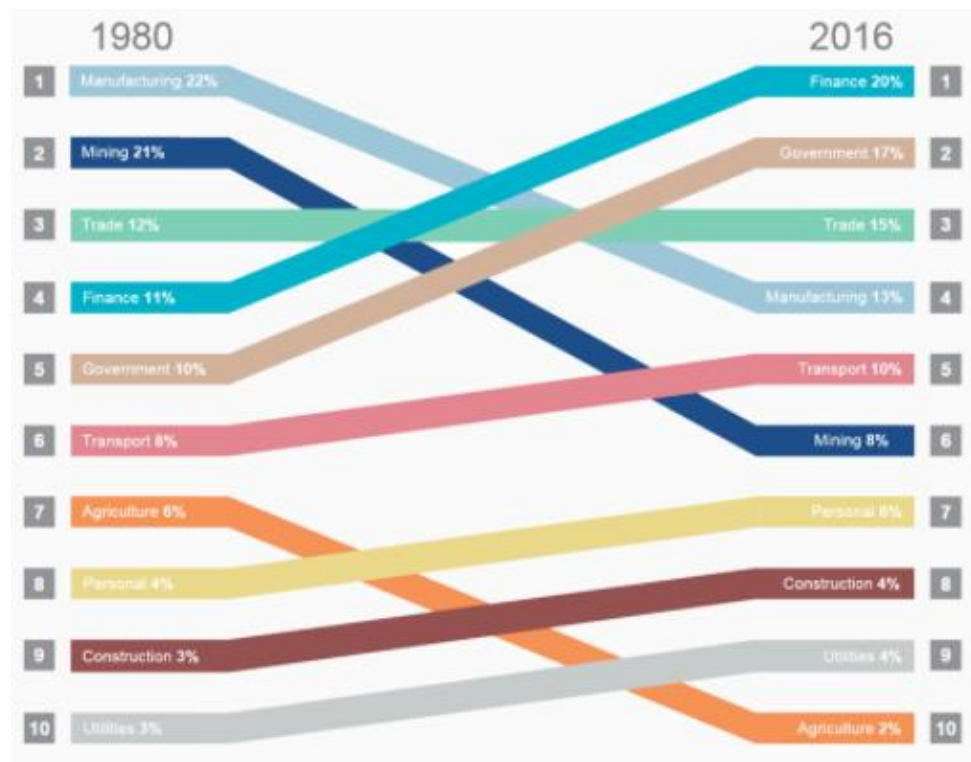 1980 2016
1 Manufacturing 22% Finance 20% 1
2 Mining 21% Government 17% 2
3 Trade 12% Trade 15% 3
4 Finance 11% Manufacturing 13% 4
5 Government 10% Transport 10% 5
6 Transport 8% Mining 8% 6
7 Agriculture 6% Personal 6% 7
8 Personal 4% Construction 4% 8
9 Construction 3% Utilities 4% 9
10 Utilities 3% Agriculture 2% 10